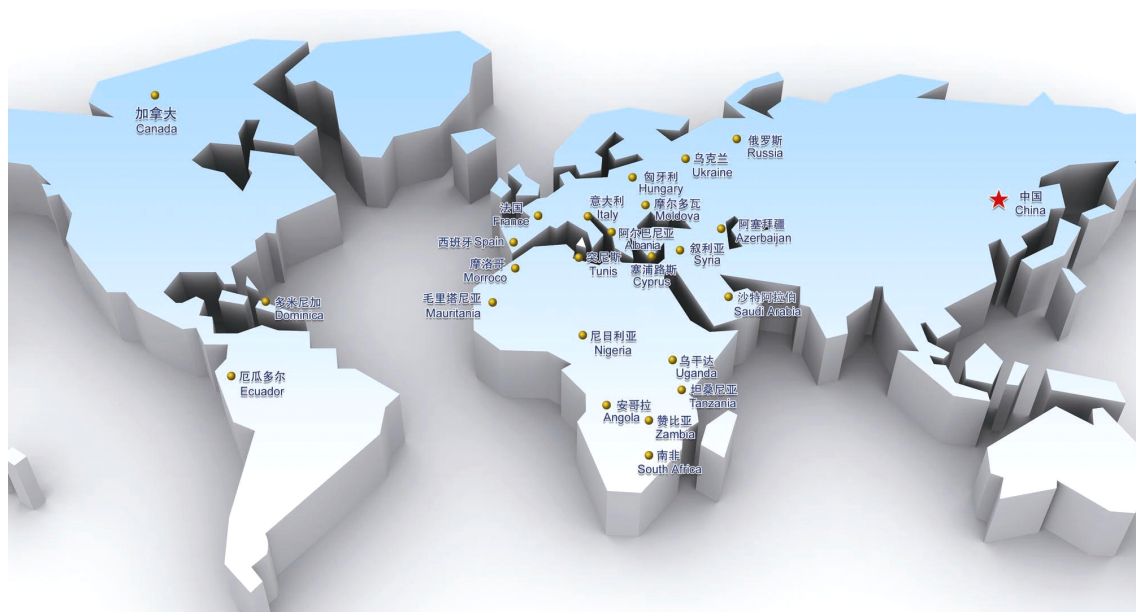 加拿大
Canada
俄罗斯
Russia
乌克兰
Ukraine
匈牙利
Hungary
中国
China
法国
France
意大利
Italy
摩尔多瓦
Moldova
阿塞拜疆
Azerbaijan
西班牙Spain
阿尔巴尼亚
Albania
叙利亚
Syria
突尼斯
Tunis
塞浦路斯
Cyprus
摩洛哥
Morroco
毛里塔尼亚
Mauritania
多米尼加
Dominica
沙特阿拉伯
Saudi Arabia
尼日利亚
Nigeria
乌干达
Uganda
厄瓜多尔
Ecuador
坦桑尼亚
Tanzania
安哥拉
Angola
赞比亚
Zambia
南非
South Africa